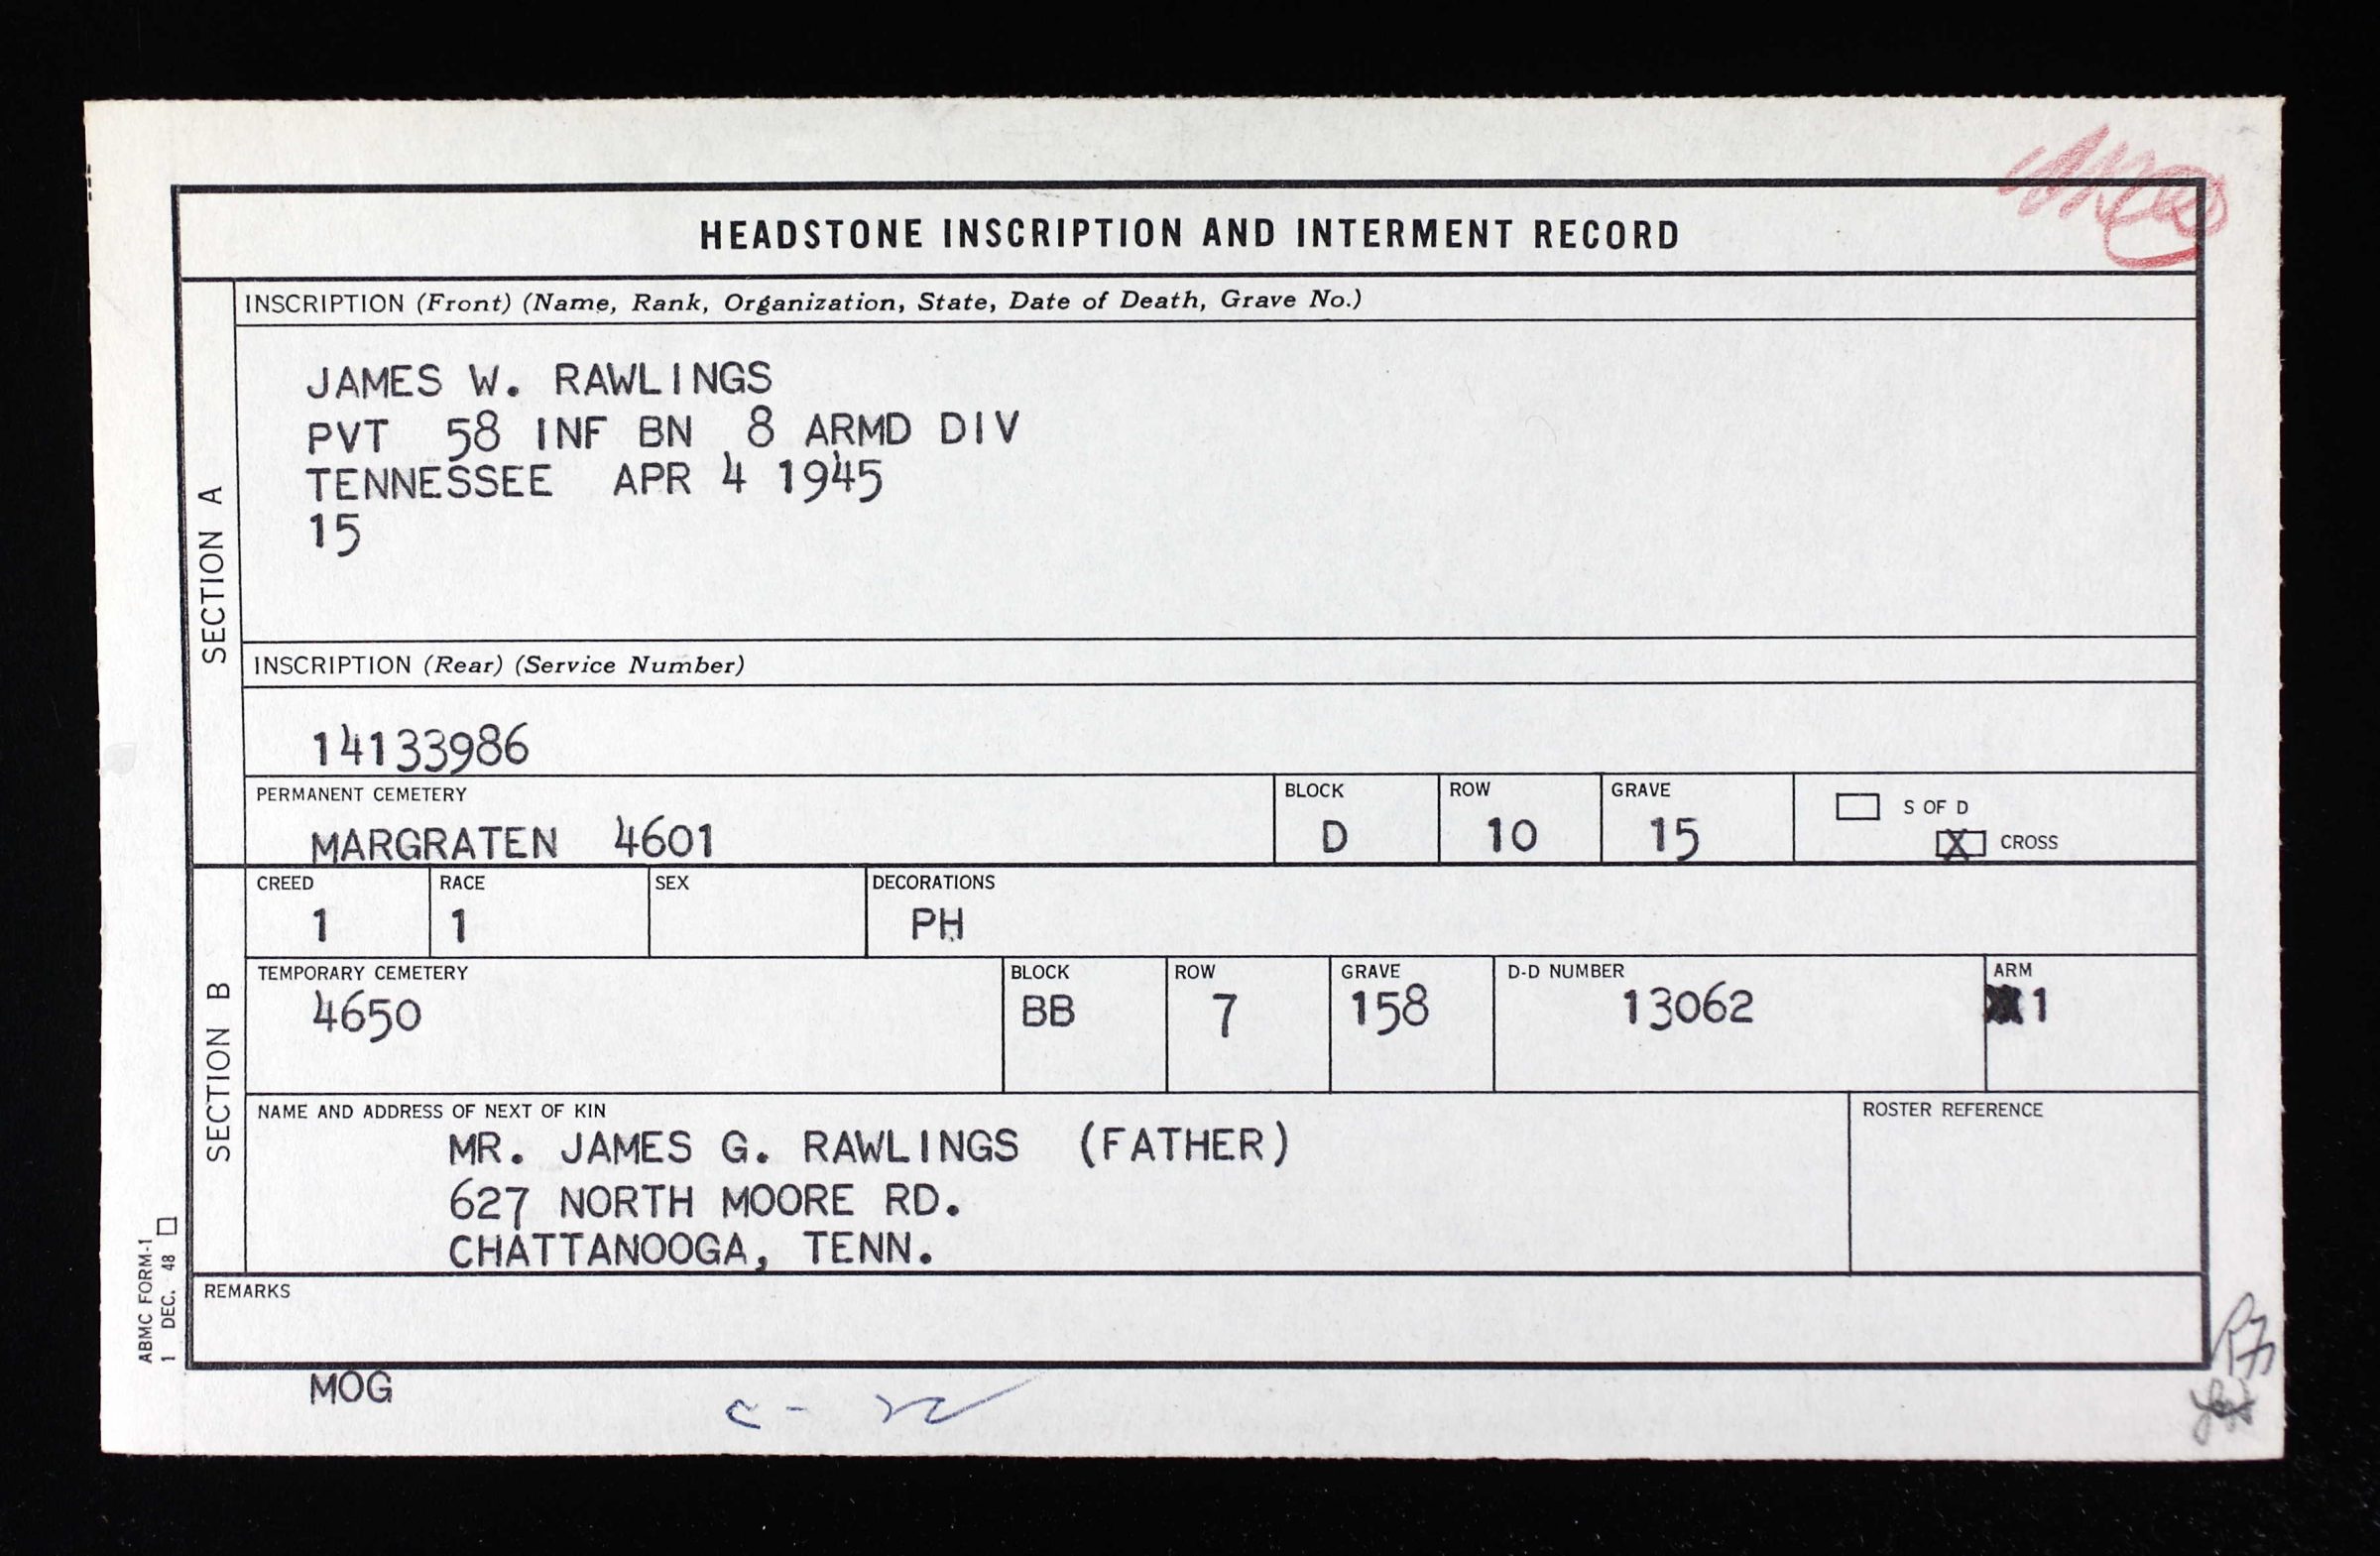 HEADSTONE INSCRIPTION AND INTERMENT RECORD
SECTION A
INSCRIPTION (Front) (Name, Rank, Organization, State, Date of Death, Grave No.)
JAMES W. RAWLINGS
PVT 58 INF BN 8 ARMD DIV
TENNESSEE APR 4 1945
15
INSCRIPTION (Rear) (Service Number)
14133986
PERMANENT CEMETERY BLOCK ROW GRAVE S OF D
MARGRATEN 4601 D 10 15 X CROSS
SECTION B
CREED RACE SEX DECORATIONS
1 1 PH
TEMPORARY CEMETERY BLOCK ROW GRAVE D-D NUMBER ARM
4650 BB 7 158 13062 1
NAME AND ADDRESS OF NEXT OF KIN ROSTER REFERENCE
MR. JAMES G. RAWLINGS (FATHER)
627 NORTH MOORE RD.
CHATTANOOGA, TENN.
REMARKS
ABMC FORM-1
1 DEC. 48
MOG